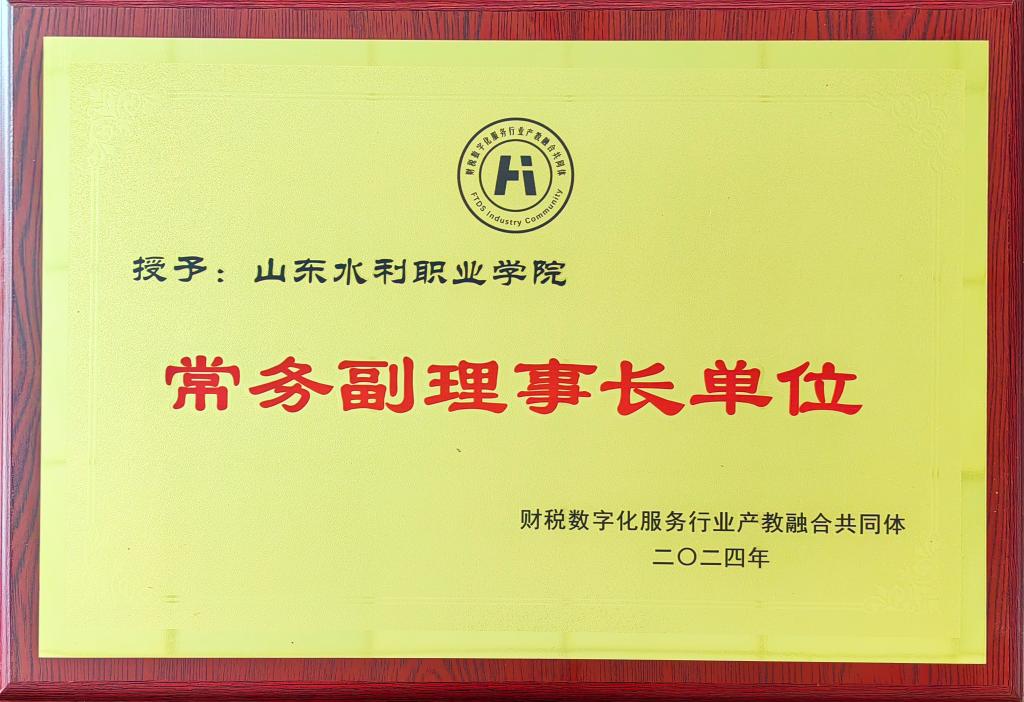 财税数字化服务行业产教融合共同体
Hi
FTDS Industry Community
授予：山东水利职业学院
常务副理事长单位
财税数字化服务行业产教融合共同体
二〇二四年